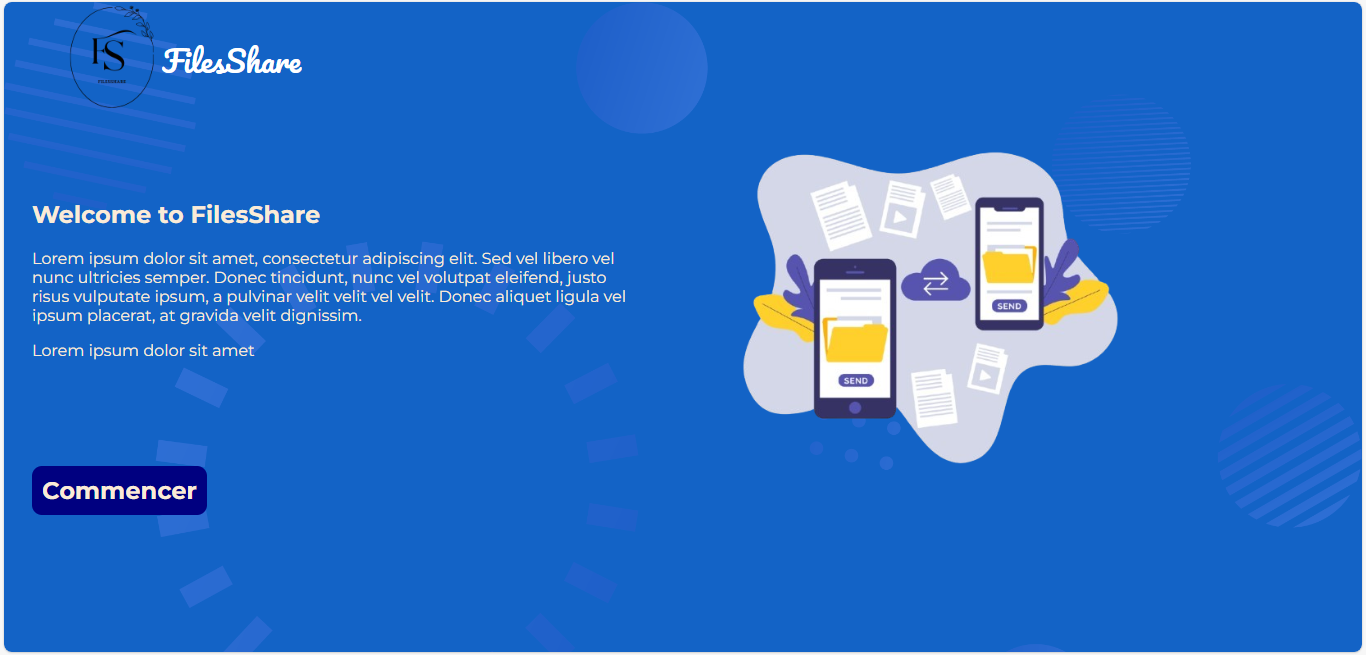 FS
FILESSHARE
FilesShare
Welcome to FilesShare
Lorem ipsum dolor sit amet, consectetur adipiscing elit. Sed vel libero vel
nunc ultricies semper. Donec tincidunt, nunc vel volutpat eleifend, justo
risus vulputate ipsum, a pulvinar velit velit vel velit. Donec aliquet ligula vel
ipsum placerat, at gravida velit dignissim.
Lorem ipsum dolor sit amet
Commencer
SEND
SEND